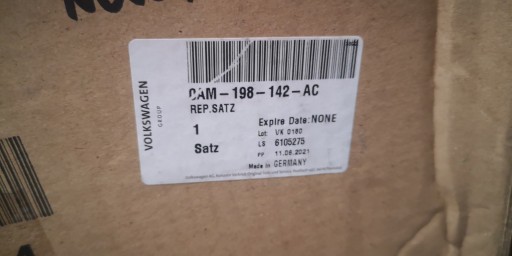 VOLKSWAGEN
GROUP
0AM-198-142-AC
REP.SATZ
1
Satz
Expire Date: NONE
Lot: VK 0180
LS 6105275
PP 11.08.2021
Made in GERMANY